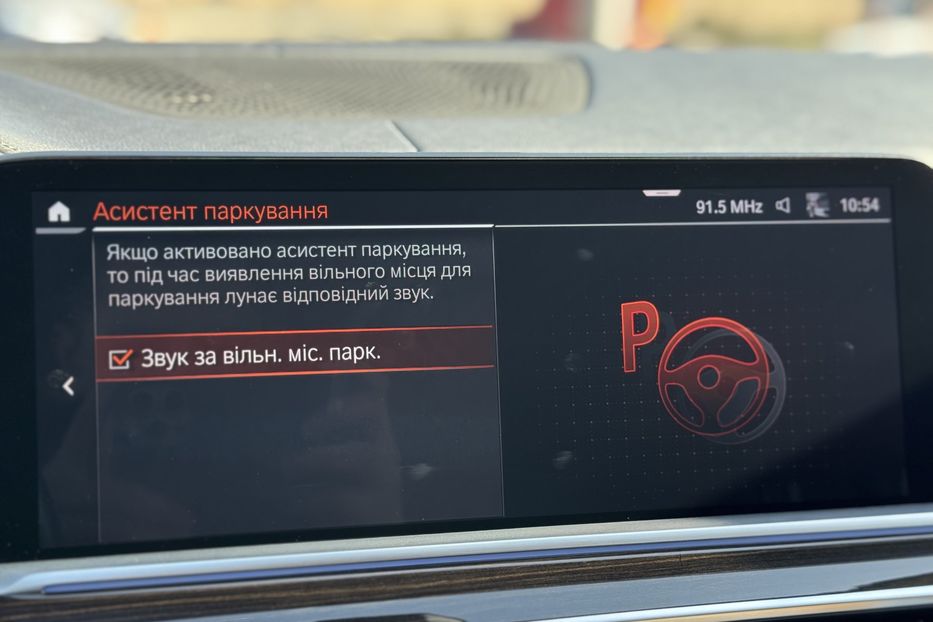 Асистент паркування
91.5 MHz
10:54
Якщо активовано асистент паркування,
то під час виявлення вільного місця для
паркування лунає відповідний звук.
Звук за вільн. міс. парк.
P